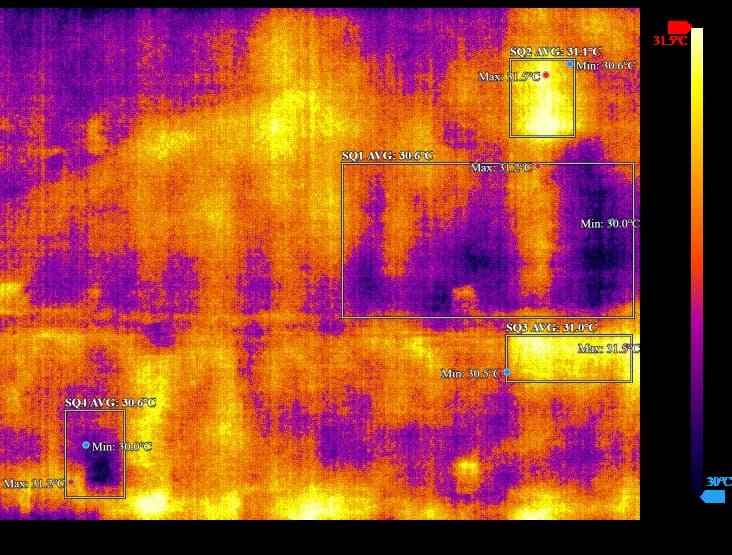 31.5°C
SQ2 AVG: 31.1°C
Min: 30.6°C
Max: 31.5°C
SQ1 AVG: 30.6°C
Max: 31.2°C
Min: 30.0°C
SQ3 AVG: 31.0°C
Max: 31.5°C
Min: 30.5°C
SQ4 AVG: 30.6°C
Min: 30.0°C
Max: 31.2°C
30°C